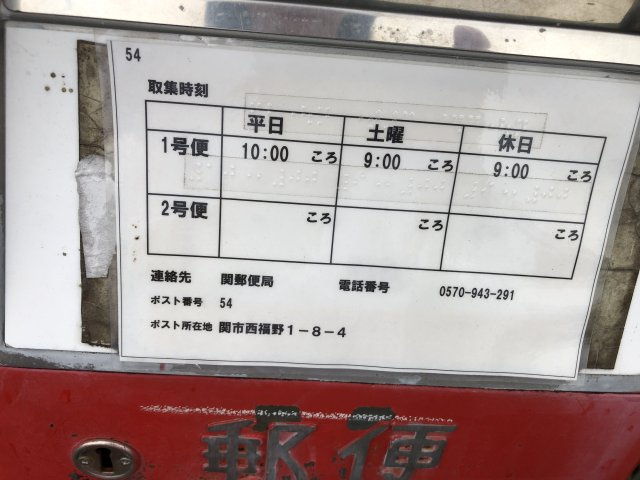 54
取集時刻
平日 土曜 休日
1号便 10:00 ころ 9:00 ころ 9:00 ころ
2号便 ころ ころ ころ
連絡先 関郵便局 電話番号 0570-943-291
ポスト番号 54
ポスト所在地 関市西福野1-8-4
郵便